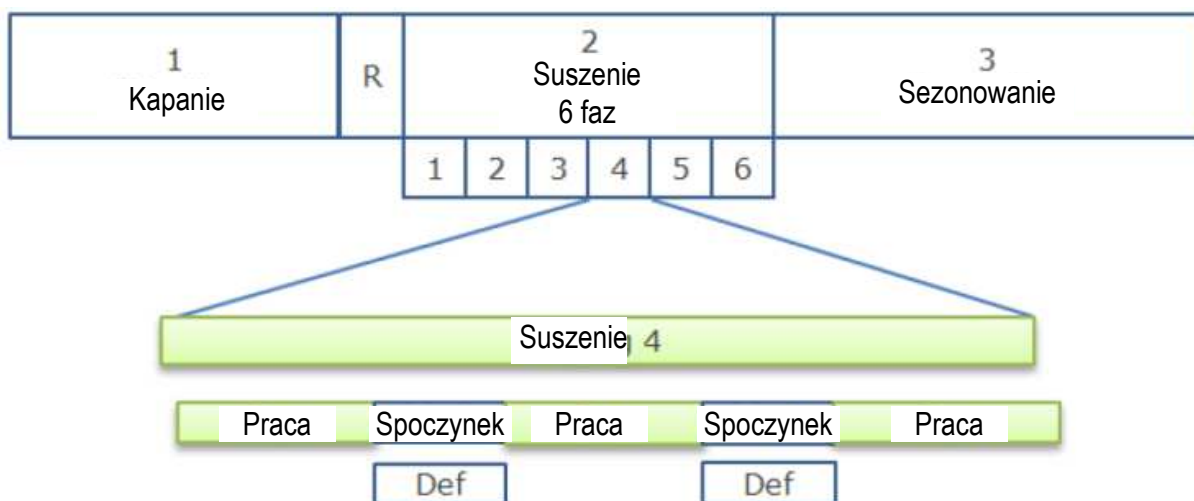 1
Kapanie
R
2
Suszenie
6 faz
3
Sezonowanie
1 2 3 4 5 6
Suszenie 4
Praca Spoczynek Praca Spoczynek Praca
Def Def